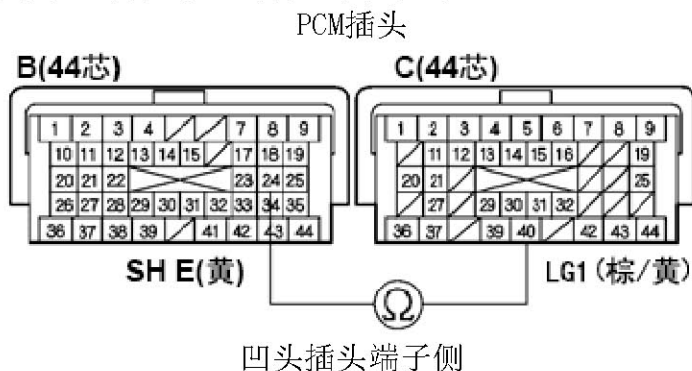 PCM插头
B(44芯) C(44芯)
1 2 3 4 7 8 9 1 2 3 4 5 6 7 8 9
10 11 12 13 14 15 17 18 19 11 12 13 14 15 16 19
20 21 22 23 24 25 20 21 25
26 27 28 29 30 31 32 33 34 35 27 29 30 31 32
36 37 38 39 41 42 43 44 36 37 39 40 42 43 44
SH E(黄) LG1(棕/黄)
Ω
凹头插头端子侧